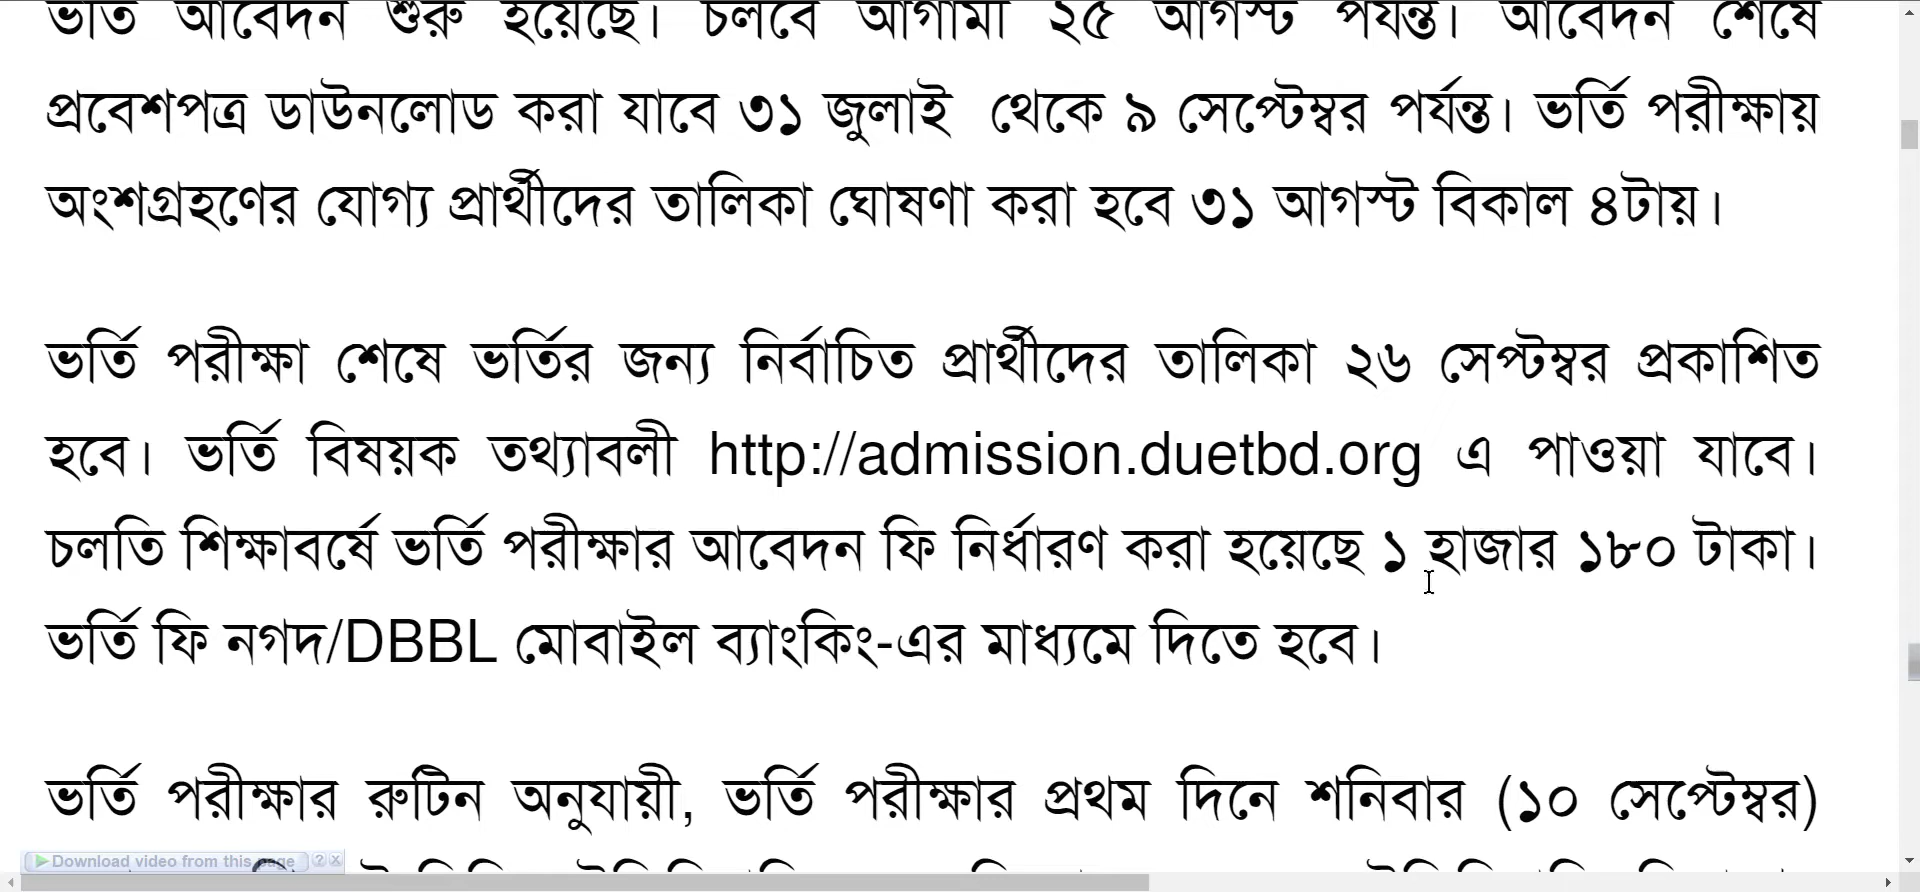 ভর্তি আবেদন শুরু হয়েছে। চলবে আগামী ২৫ আগস্ট পর্যন্ত। আবেদন শেষে
প্রবেশপত্র ডাউনলোড করা যাবে ৩১ জুলাই থেকে ৯ সেপ্টেম্বর পর্যন্ত। ভর্তি পরীক্ষায়
অংশগ্রহণের যোগ্য প্রার্থীদের তালিকা ঘোষণা করা হবে ৩১ আগস্ট বিকাল ৪টায়।
ভর্তি পরীক্ষা শেষে ভর্তির জন্য নির্বাচিত প্রার্থীদের তালিকা ২৬ সেপ্টম্বর প্রকাশিত
হবে। ভর্তি বিষয়ক তথ্যাবলী http://admission.duetbd.org এ পাওয়া যাবে।
চলতি শিক্ষাবর্ষে ভর্তি পরীক্ষার আবেদন ফি নির্ধারণ করা হয়েছে ১ হাজার ১৮০ টাকা।
ভর্তি ফি নগদ/DBBL মোবাইল ব্যাংকিং-এর মাধ্যমে দিতে হবে।
ভর্তি পরীক্ষার রুটিন অনুযায়ী, ভর্তি পরীক্ষার প্রথম দিনে শনিবার (১০ সেপ্টেম্বর)
Download video from this page ? x